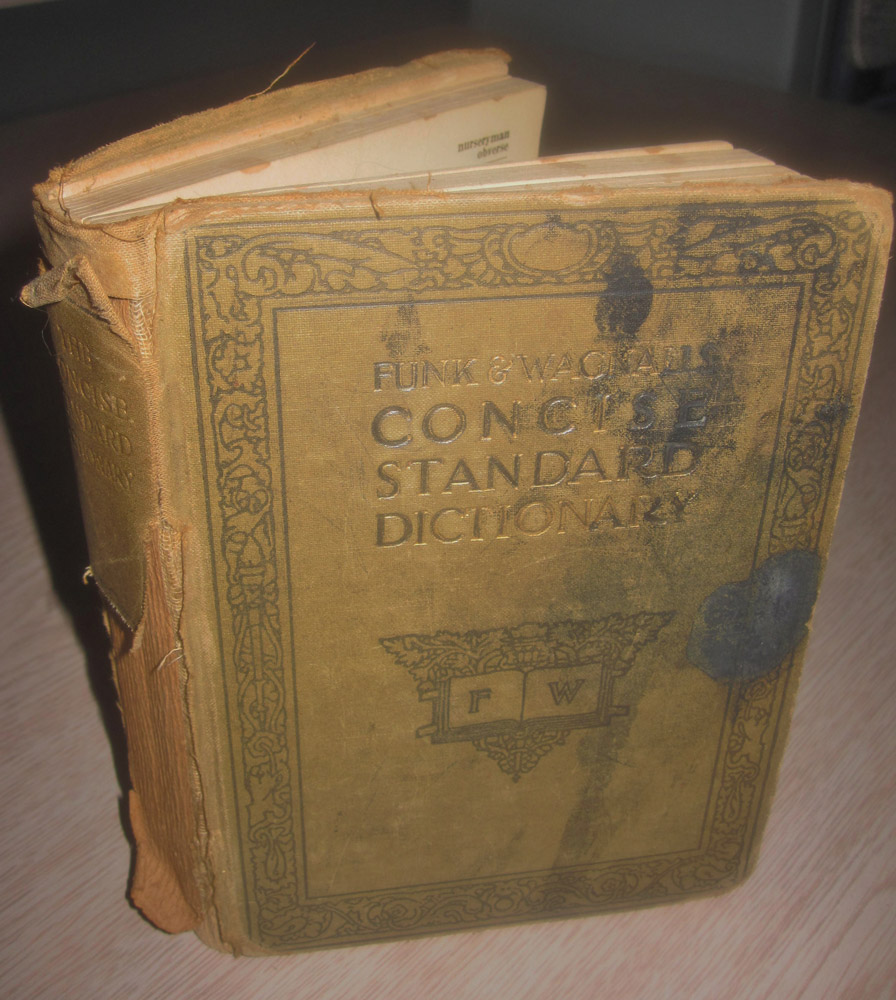 nurseryman
obverse
FUNK & WAGNALLS
CONCISE
STANDARD
DICTIONARY
F W